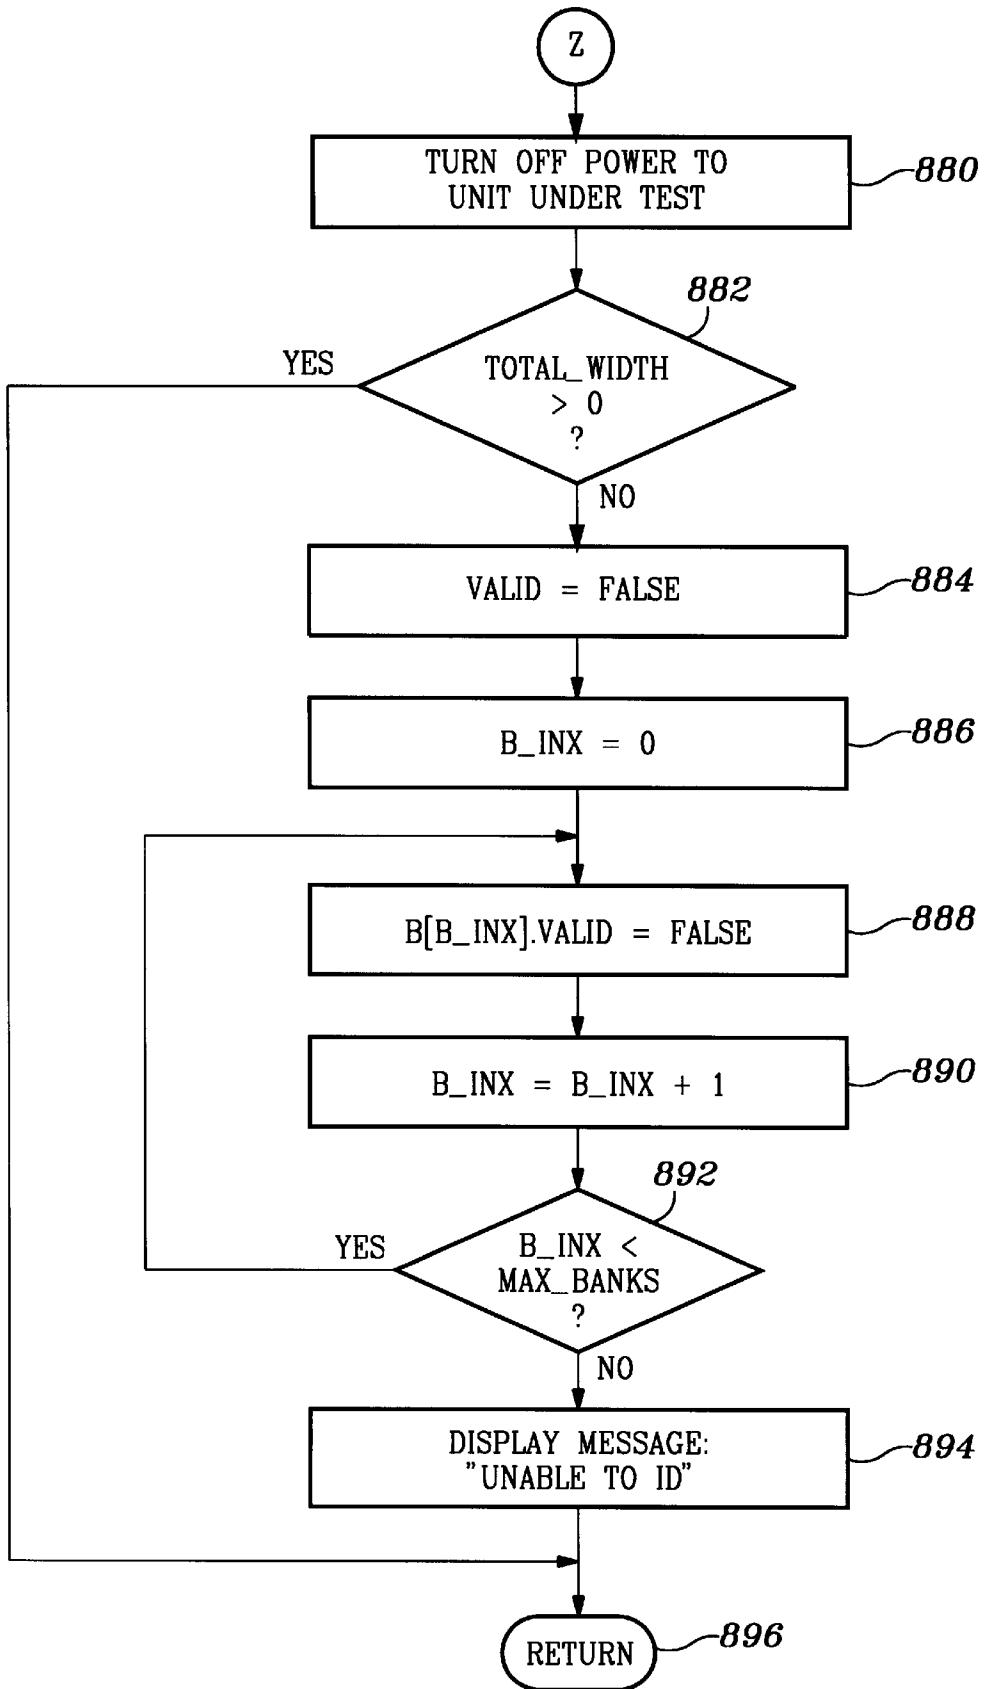 Z
TURN OFF POWER TO
UNIT UNDER TEST
880
882
YES
TOTAL_WIDTH
> 0
?
NO
VALID = FALSE
884
B_INX = 0
886
B[B_INX].VALID = FALSE
888
B_INX = B_INX + 1
890
892
YES
B_INX <
MAX_BANKS
?
NO
DISPLAY MESSAGE:
"UNABLE TO ID"
894
RETURN
896